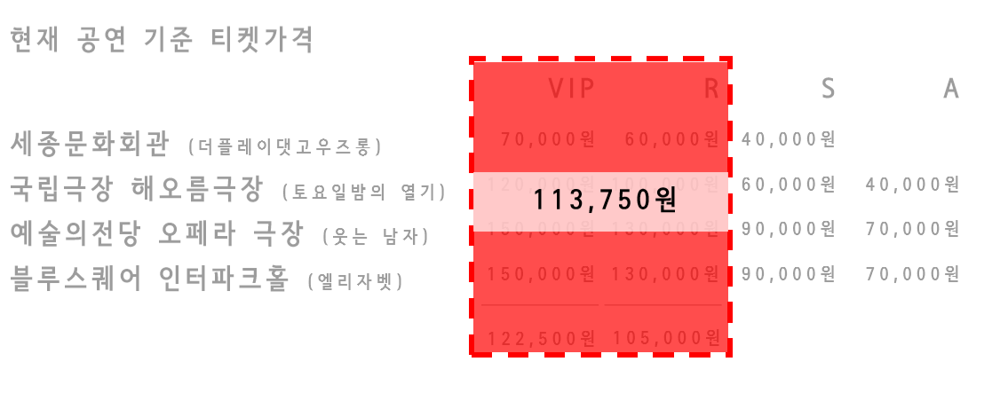 현재 공연 기준 티켓가격
VIP R S A
세종문화회관 (더플레이댓고우즈롱) 70,000원 60,000원 40,000원
국립극장 해오름극장 (토요일밤의 열기) 120,000원 100,000원 60,000원 40,000원
113,750원
예술의전당 오페라 극장 (웃는 남자) 150,000원 130,000원 90,000원 70,000원
블루스퀘어 인터파크홀 (엘리자벳) 150,000원 130,000원 90,000원 70,000원
122,500원 105,000원